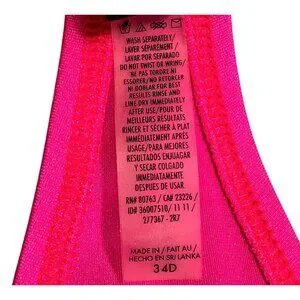 WASH SEPARATELY/
LAVER SÉPARÉMENT/
LAVAR POR SEPARADO
DO NOT TWIST OR WRING/
NE PAS TORDRE NI
ESSORER/NO RETORCER
NI DOBLAR FOR BEST
RESULTS RINSE AND
LINE DRY IMMEDIATELY
AFTER USE/POUR DE
MEILLEURS RÉSULTATS
RINCER ET SÉCHER À PLAT
IMMÉDIATEMENT APRÈS
USAGE/PARA MEJORES
RESULTADOS ENJUAGAR
Y SECAR COLGADO
IMMEDIATAMENTE
DESPUES DE USAR
RN# 80763 / CA# 23226 /
ID# 36007510 / 11 11 /
277367 - 2R7
MADE IN / FAIT AU /
HECHO EN SRI LANKA
34D